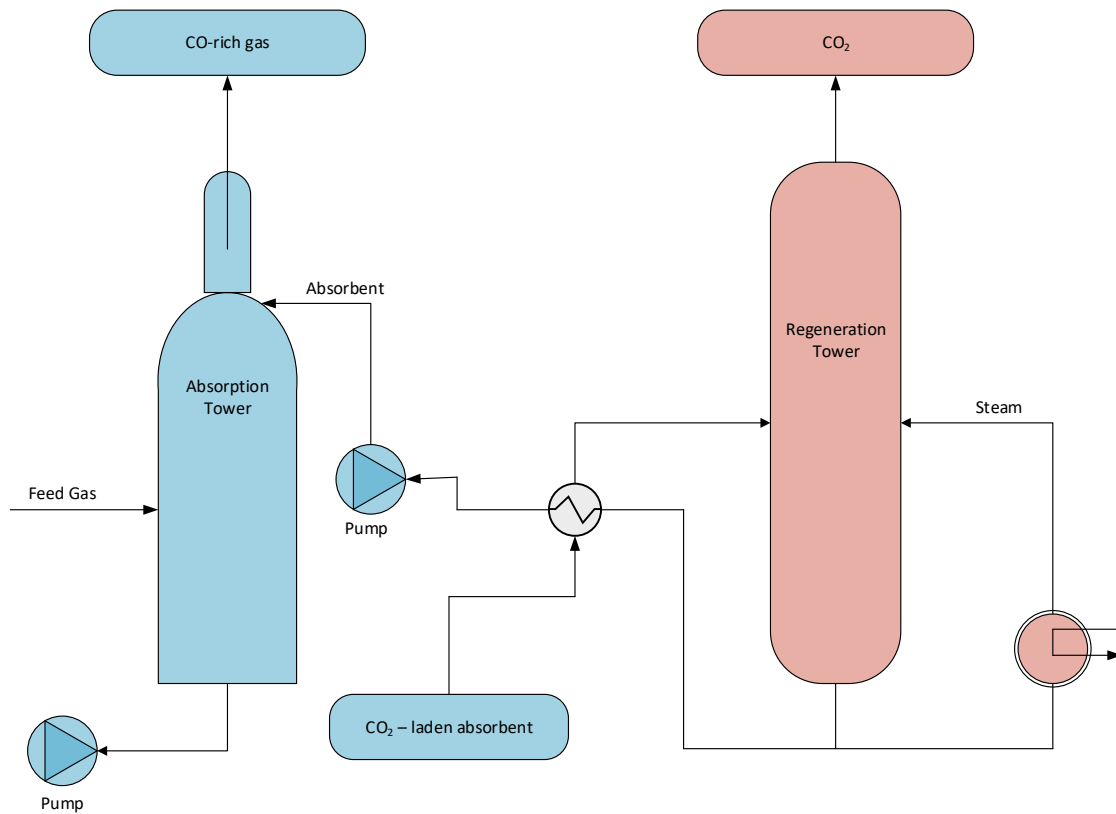 CO-rich gas
CO₂
Absorbent
Regeneration
Tower
Absorption
Tower
Steam
Feed Gas
Pump
CO₂ – laden absorbent
Pump